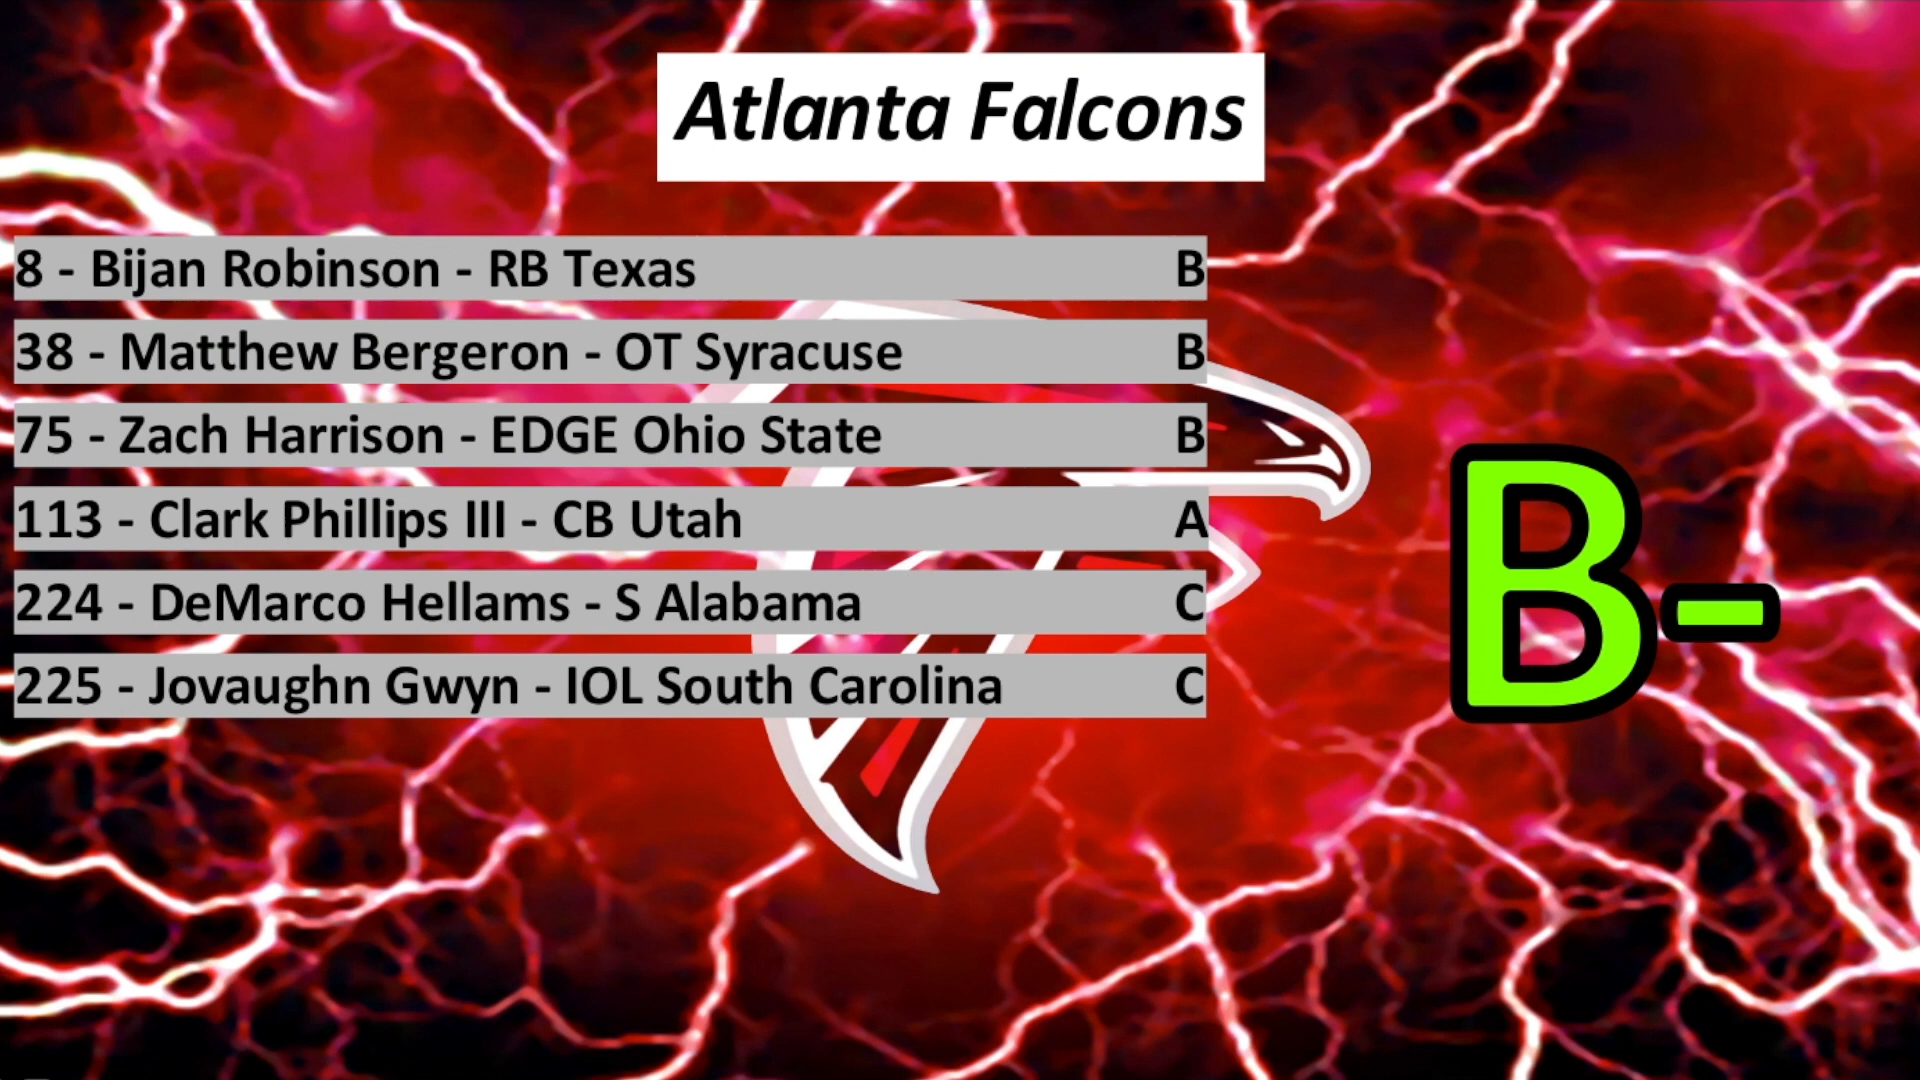 Atlanta Falcons
8 - Bijan Robinson - RB Texas B
38 - Matthew Bergeron - OT Syracuse B
75 - Zach Harrison - EDGE Ohio State B
113 - Clark Phillips III - CB Utah A
224 - DeMarco Hellams - S Alabama C
225 - Jovaughn Gwyn - IOL South Carolina C
B-